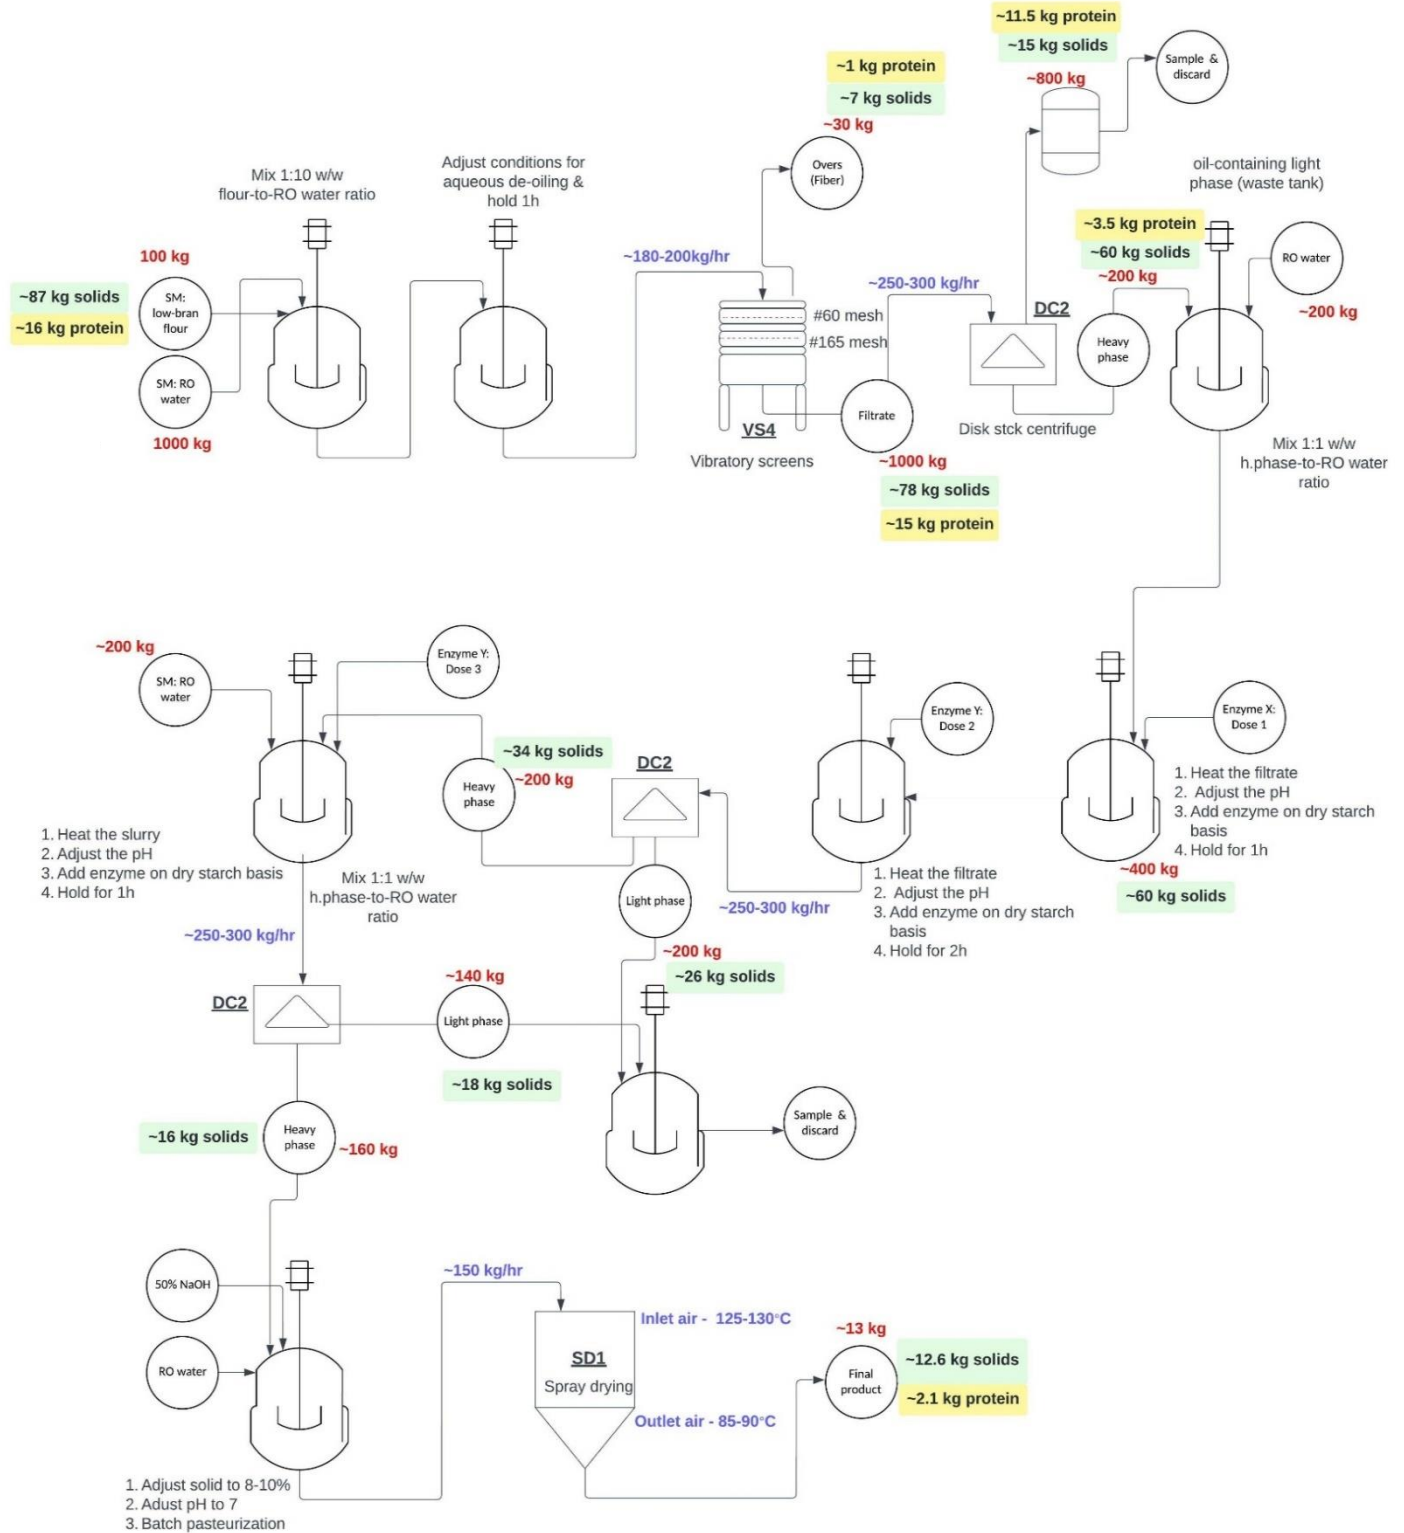 ~11.5 kg protein
~15 kg solids
~800 kg
Sample &
discard
~1 kg protein
~7 kg solids
~30 kg
Overs
(Fiber)
Mix 1:10 w/w
flour-to-RO water ratio
Adjust conditions for
aqueous de-oiling &
hold 1h
oil-containing light
phase (waste tank)
100 kg
~87 kg solids
~16 kg protein
SM:
low-bran
flour
SM: RO
water
1000 kg
~180-200kg/hr
#60 mesh
#165 mesh
VS4
Vibratory screens
~250-300 kg/hr
Filtrate
~1000 kg
~78 kg solids
~15 kg protein
DC2
Disk stck centrifuge
~3.5 kg protein
~60 kg solids
~200 kg
Heavy
phase
RO water
~200 kg
Mix 1:1 w/w
h.phase-to-RO water
ratio
~200 kg
SM: RO
water
Enzyme Y:
Dose 3
1. Heat the slurry
2. Adjust the pH
3. Add enzyme on dry starch basis
4. Hold for 1h
Mix 1:1 w/w
h.phase-to-RO water
ratio
~34 kg solids
~200 kg
Heavy
phase
DC2
Light phase
~200 kg
~26 kg solids
~250-300 kg/hr
Enzyme Y:
Dose 2
1. Heat the filtrate
2. Adjust the pH
3. Add enzyme on dry starch
basis
4. Hold for 2h
Enzyme X:
Dose 1
1. Heat the filtrate
2. Adjust the pH
3. Add enzyme on dry starch
basis
4. Hold for 1h
~400 kg
~60 kg solids
~250-300 kg/hr
DC2
~140 kg
Light phase
~18 kg solids
Sample &
discard
~16 kg solids
Heavy
phase
~160 kg
50% NaOH
RO water
1. Adjust solid to 8-10%
2. Adust pH to 7
3. Batch pasteurization
~150 kg/hr
Inlet air - 125-130°C
SD1
Spray drying
Outlet air - 85-90°C
~13 kg
Final
product
~12.6 kg solids
~2.1 kg protein